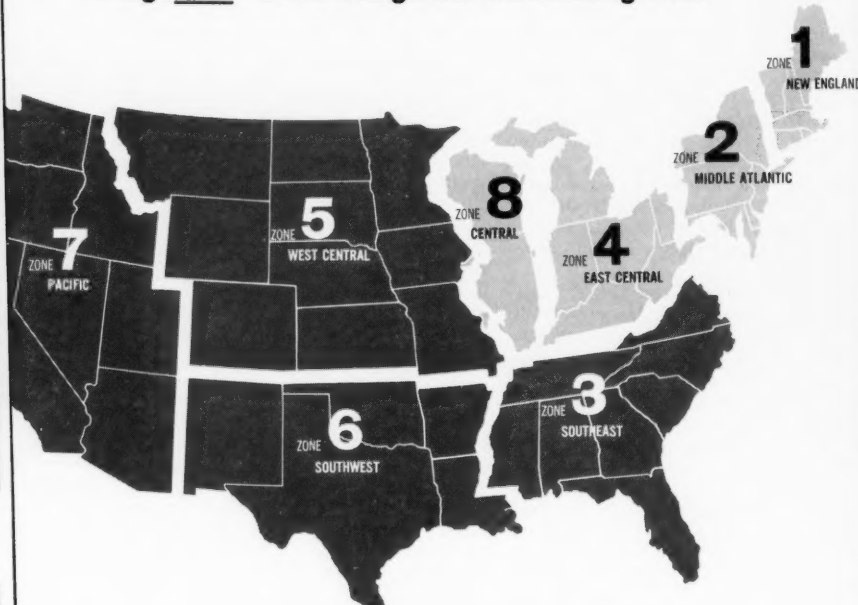 ZONE 1
NEW ENGLAND
ZONE 2
MIDDLE ATLANTIC
ZONE 8
CENTRAL
ZONE 5
WEST CENTRAL
ZONE 4
EAST CENTRAL
ZONE 7
PACIFIC
ZONE 3
SOUTHEAST
ZONE 6
SOUTHWEST